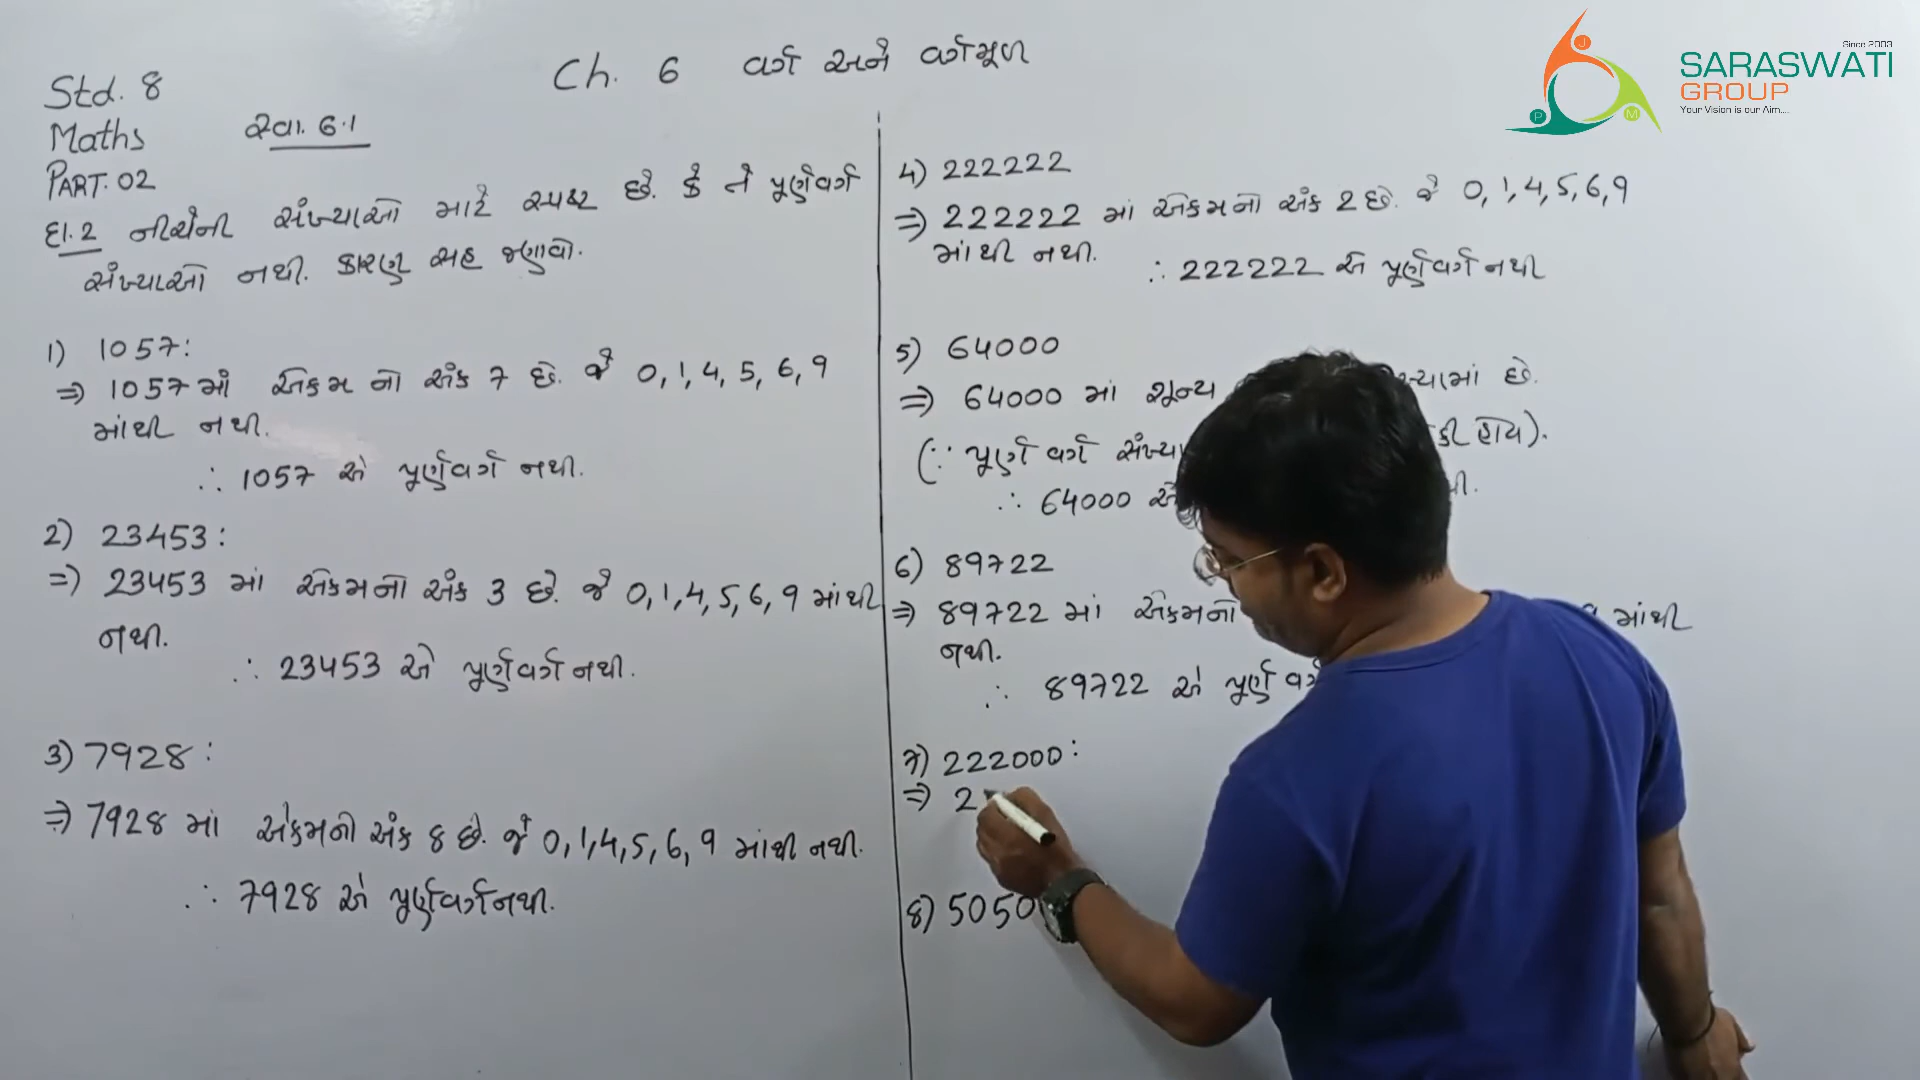 Std. 8
Maths
PART. 02
Ch. 6 વર્ગ અને વર્ગમૂળ
સ્વા. 6.1
દા.2 નીચેની સંખ્યાઓ માટે સ્પષ્ટ છે. કે તે પૂર્ણવર્ગ
સંખ્યાઓ નથી. કારણ સહ જણાવો.
1) 1057:
⇒ 1057 માં એકમ નો અંક 7 છે. જે 0, 1, 4, 5, 6, 9
માંથી નથી.
∴ 1057 એ પૂર્ણવર્ગ નથી.
2) 23453:
⇒ 23453 માં એકમનો અંક 3 છે. જે 0, 1, 4, 5, 6, 9 માંથી
નથી.
∴ 23453 એ પૂર્ણવર્ગ નથી.
3) 7928:
⇒ 7928 માં એકમનો અંક 8 છે. જે 0, 1, 4, 5, 6, 9 માંથી નથી.
∴ 7928 એ પૂર્ણવર્ગ નથી.
4) 222222
⇒ 222222 માં એકમનો અંક 2 છે. જે 0, 1, 4, 5, 6, 9
માંથી નથી.
∴ 222222 એ પૂર્ણવર્ગ નથી
5) 64000
⇒ 64000 માં શૂન્ય છે.
(∵ પૂર્ણ વર્ગ હોય).
∴ 64000 એ
6) 89722
⇒ 89722 માં એકમનો 9 માંથી
નથી.
∴ 89722 એ પૂર્ણ
7) 222000:
⇒ 2
8) 5050
Since 2003
SARASWATI
GROUP
Your Vision is our Aim....
J
P
M